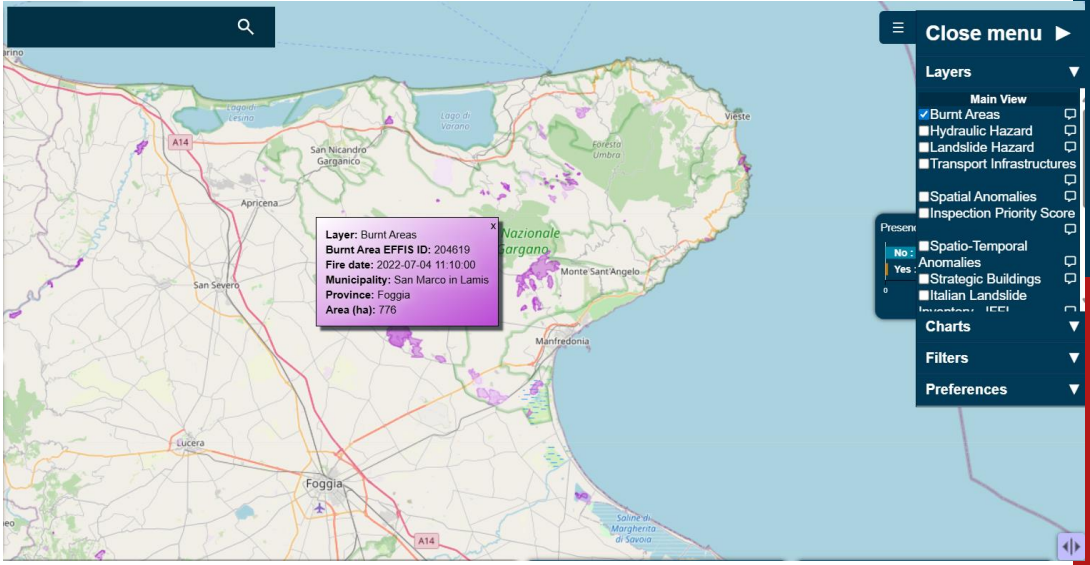 Close menu ▶
Layers ▼
Main View
Burnt Areas
Hydraulic Hazard
Landslide Hazard
Transport Infrastructures
Spatial Anomalies
Inspection Priority Score
Spatio-Temporal
Anomalies
Strategic Buildings
Italian Landslide
Charts ▼
Filters ▼
Preferences ▼
No :
Yes :
0
Layer: Burnt Areas
x
Burnt Area EFFIS ID: 204619
Fire date: 2022-07-04 11:10:00
Municipality: San Marco in Lamis
Province: Foggia
Area (ha): 776
Lago di
Lesina
Lago di
Varano
Vieste
A14
San Nicandro
Garganico
Foresta
Umbra
Apricena
Nazionale
Gargano
Monte Sant'Angelo
San Severo
Manfredonia
Lucera
Foggia
Saline di
Margherita
di Savoia
A14